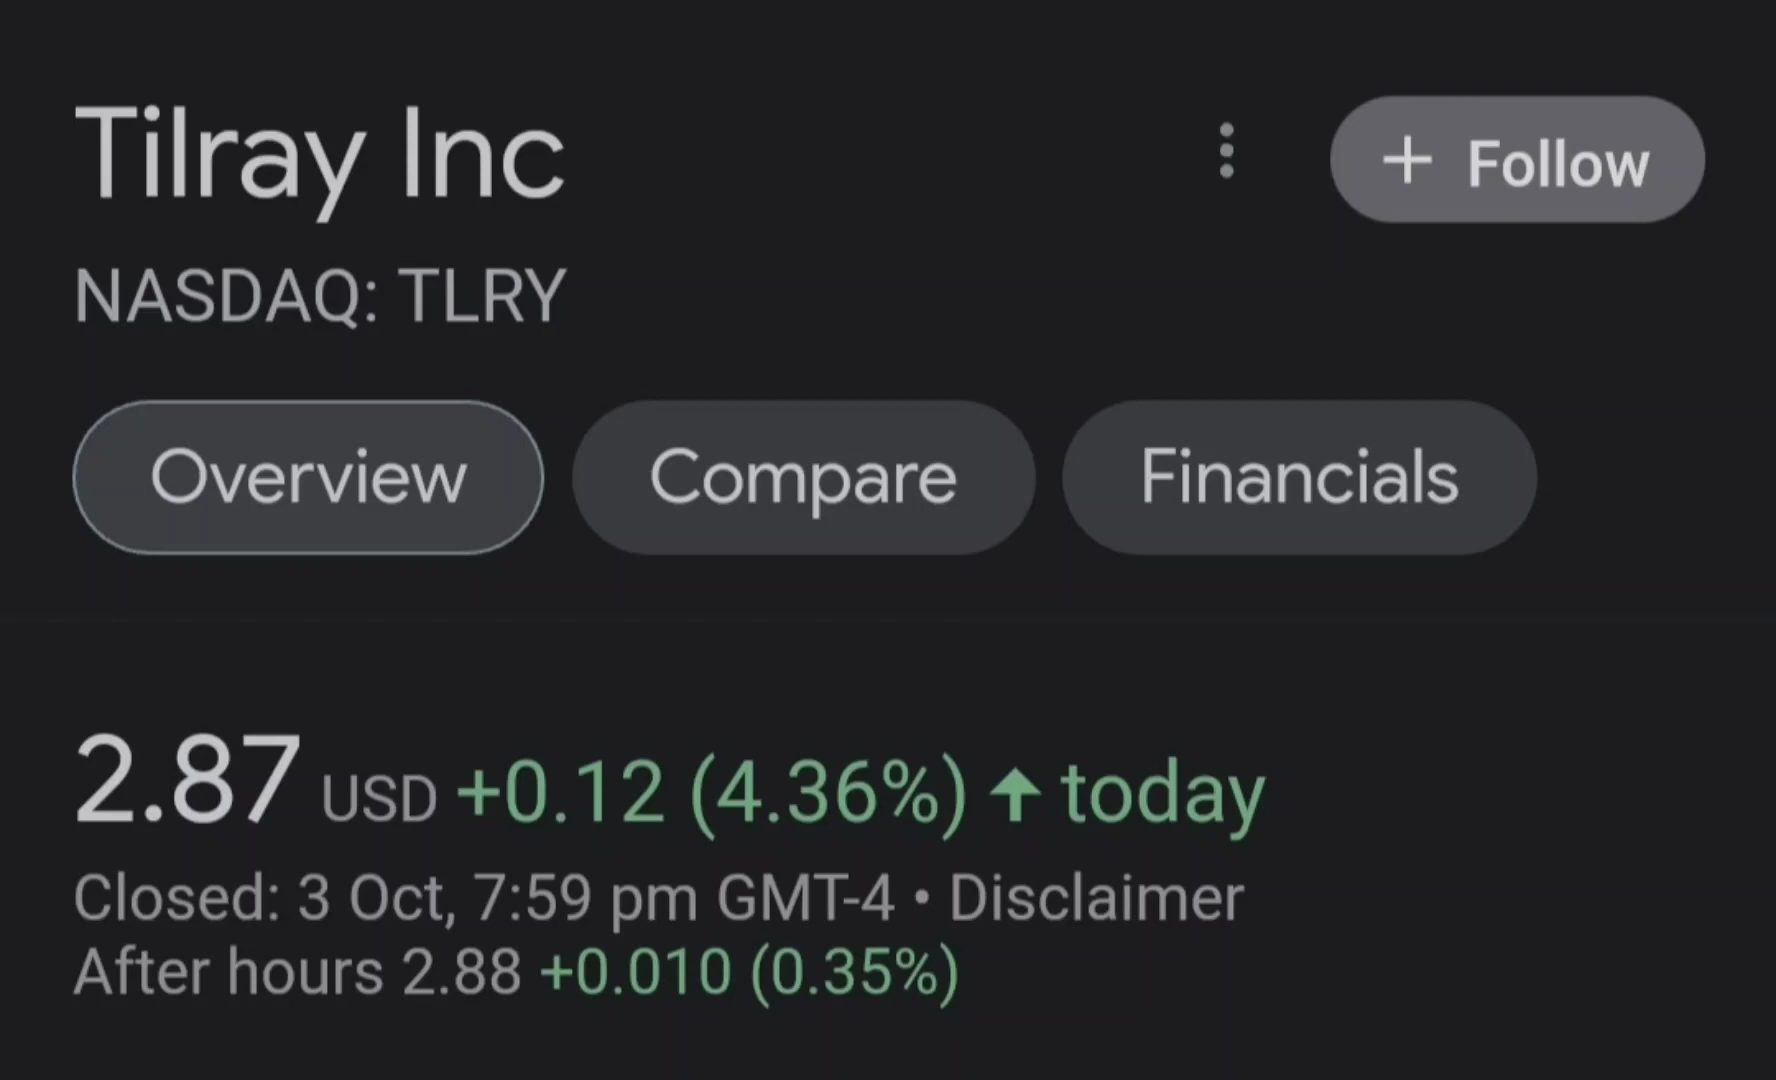 Tilray Inc
+ Follow
NASDAQ: TLRY
Overview
Compare
Financials
2.87 USD +0.12 (4.36%) ↑ today
Closed: 3 Oct, 7:59 pm GMT-4 • Disclaimer
After hours 2.88 +0.010 (0.35%)